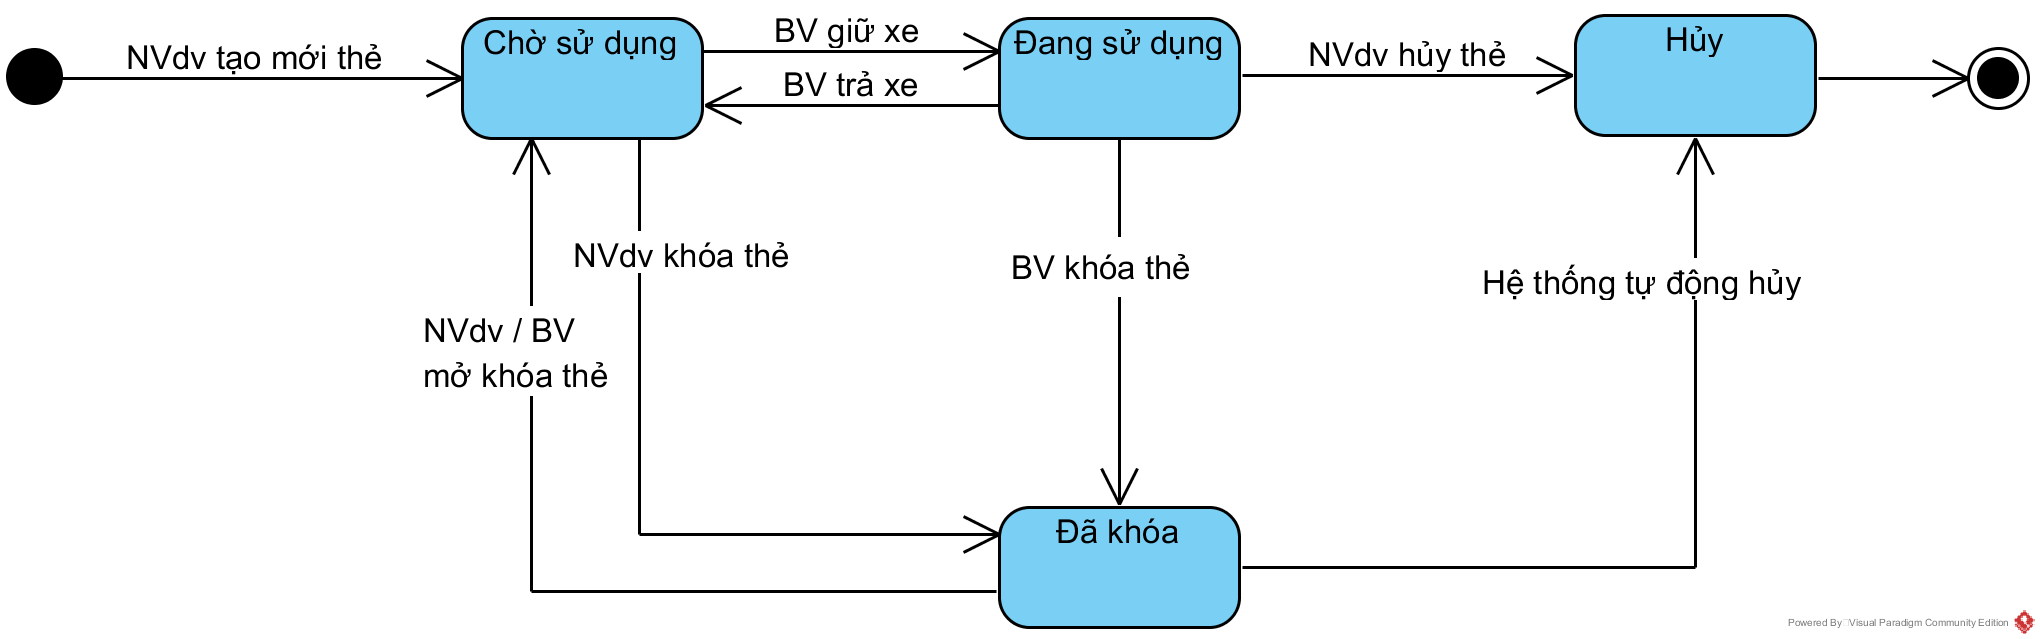 NVdv tạo mới thẻ
Chờ sử dụng
BV giữ xe
BV trả xe
Đang sử dụng
NVdv hủy thẻ
Hủy
NVdv khóa thẻ
BV khóa thẻ
Hệ thống tự động hủy
NVdv / BV
mở khóa thẻ
Đã khóa
Powered By Visual Paradigm Community Edition